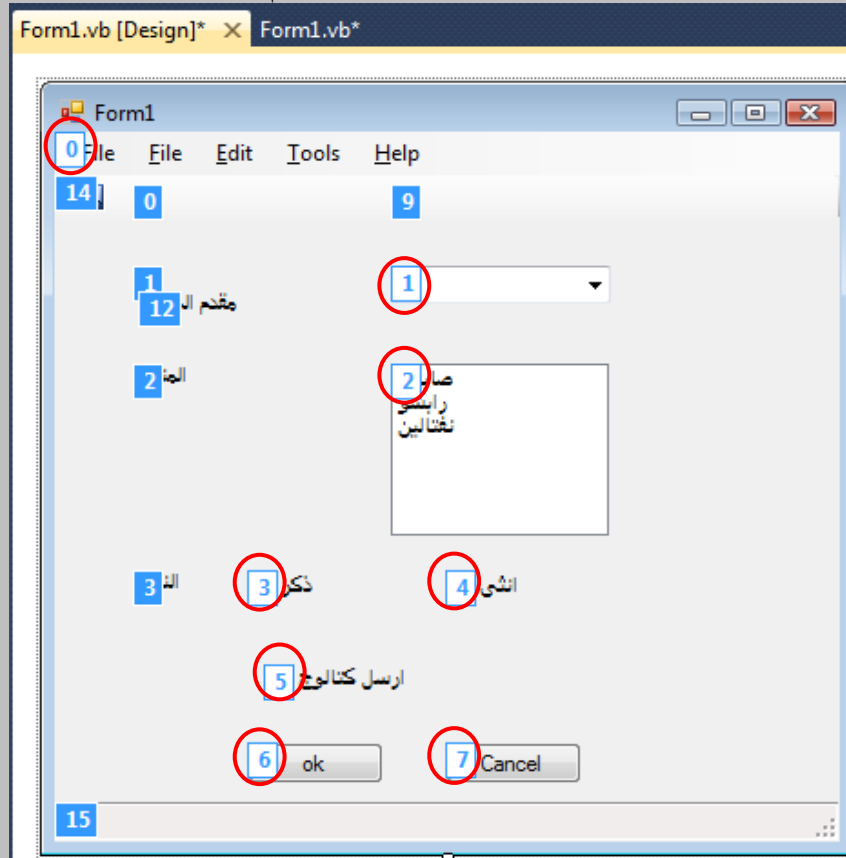 Form1.vb [Design]* Form1.vb*
Form1
0 File Edit Tools Help
14 0 9
1 1
12 مقدم
2 2
رابسو
نفتالين
3 3 ذكر 4 انثى
5 ارسل كتالوج
6 ok 7 Cancel
15